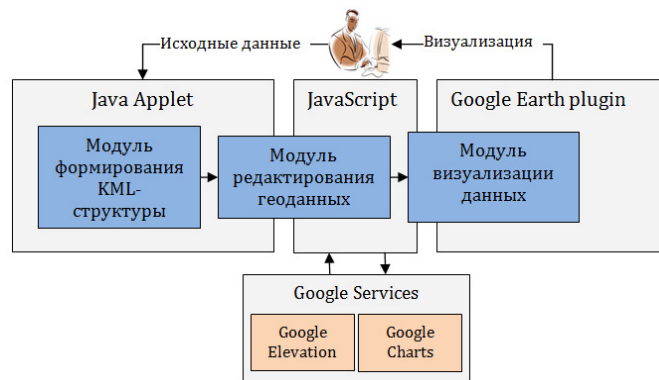 Исходные данные
Визуализация
Java Applet
JavaScript
Google Earth plugin
Модуль
формирования
KML-
структуры
Модуль
редактирования
геоданных
Модуль
визуализации
данных
Google Services
Google
Elevation
Google
Charts